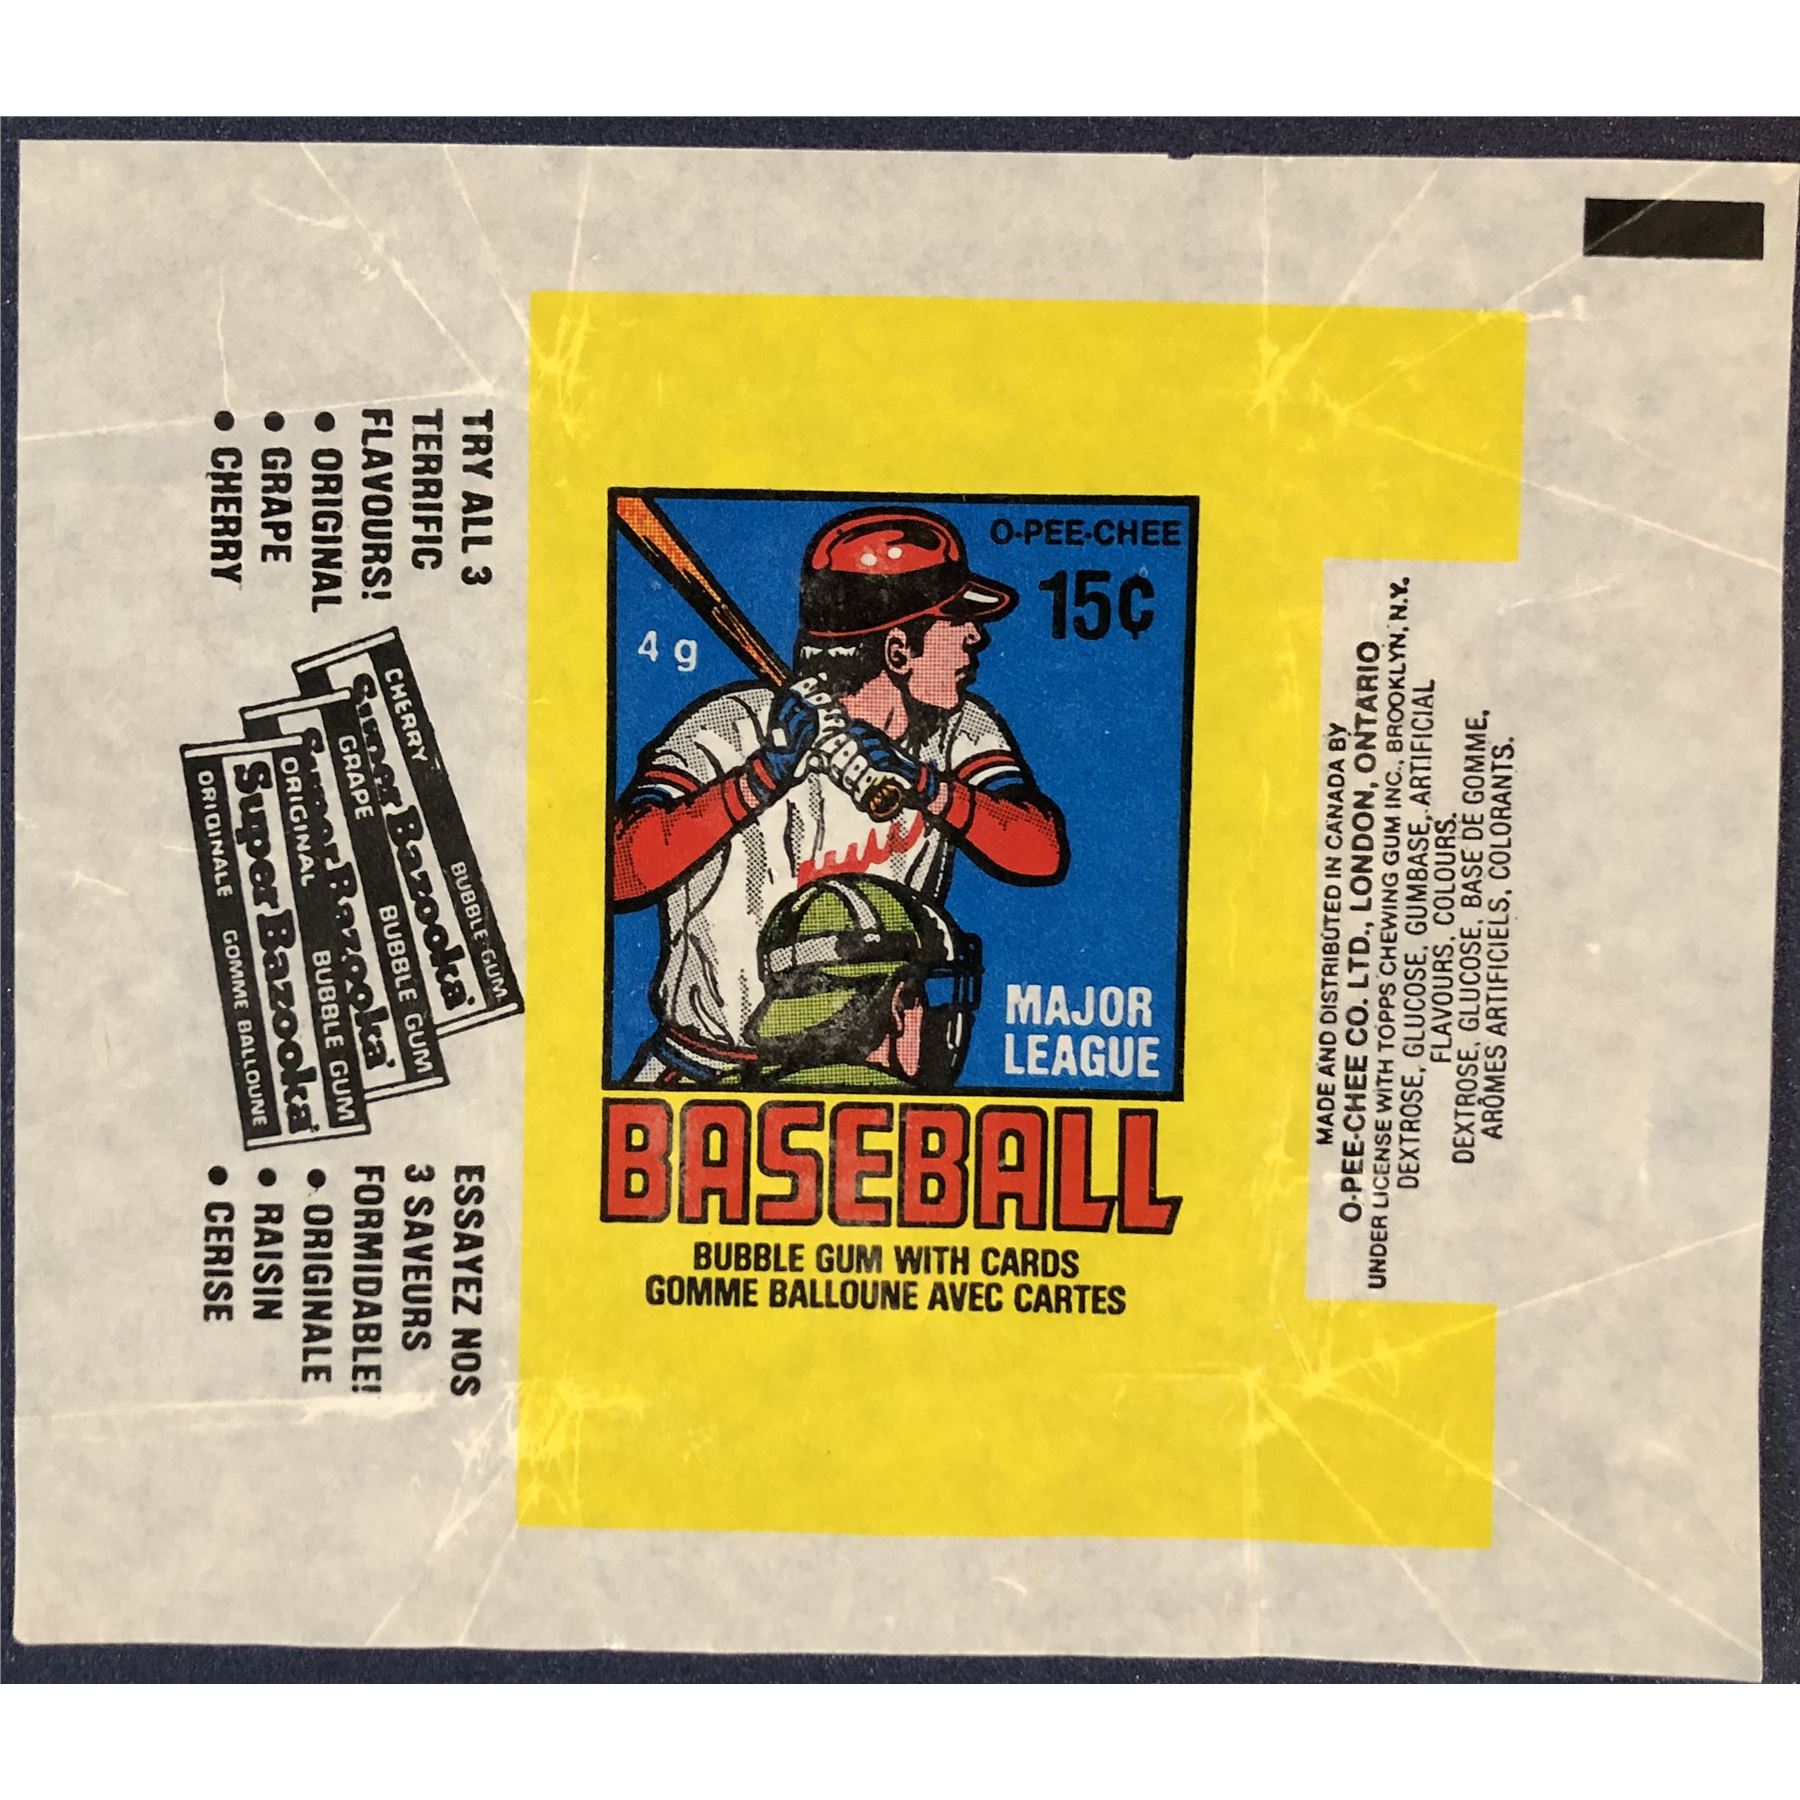 O-PEE-CHEE
15¢
4 g
MAJOR
LEAGUE
BASEBALL
BUBBLE GUM WITH CARDS
GOMME BALLOUNE AVEC CARTES
TRY ALL 3
TERRIFIC
FLAVOURS!
• ORIGINAL
• GRAPE
• CHERRY
CHERRY BUBBLE GUM
Super Bazooka
GRAPE BUBBLE GUM
Super Bazooka
ORIGINAL BUBBLE GUM
Super Bazooka
ORIGINALE GOMME BALLOUNE
ESSAYEZ NOS
3 SAVEURS
FORMIDABLE!
• ORIGINALE
• RAISIN
• CERISE
MADE AND DISTRIBUTED IN CANADA BY
O-PEE-CHEE CO. LTD., LONDON, ONTARIO
UNDER LICENSE WITH TOPPS CHEWING GUM INC., BROOKLYN, N.Y.
DEXTROSE, GLUCOSE, GUMBASE, ARTIFICIAL
FLAVOURS, COLOURS.
DEXTROSE, GLUCOSE, BASE DE GOMME,
ARÔMES ARTIFICIELS, COLORANTS.